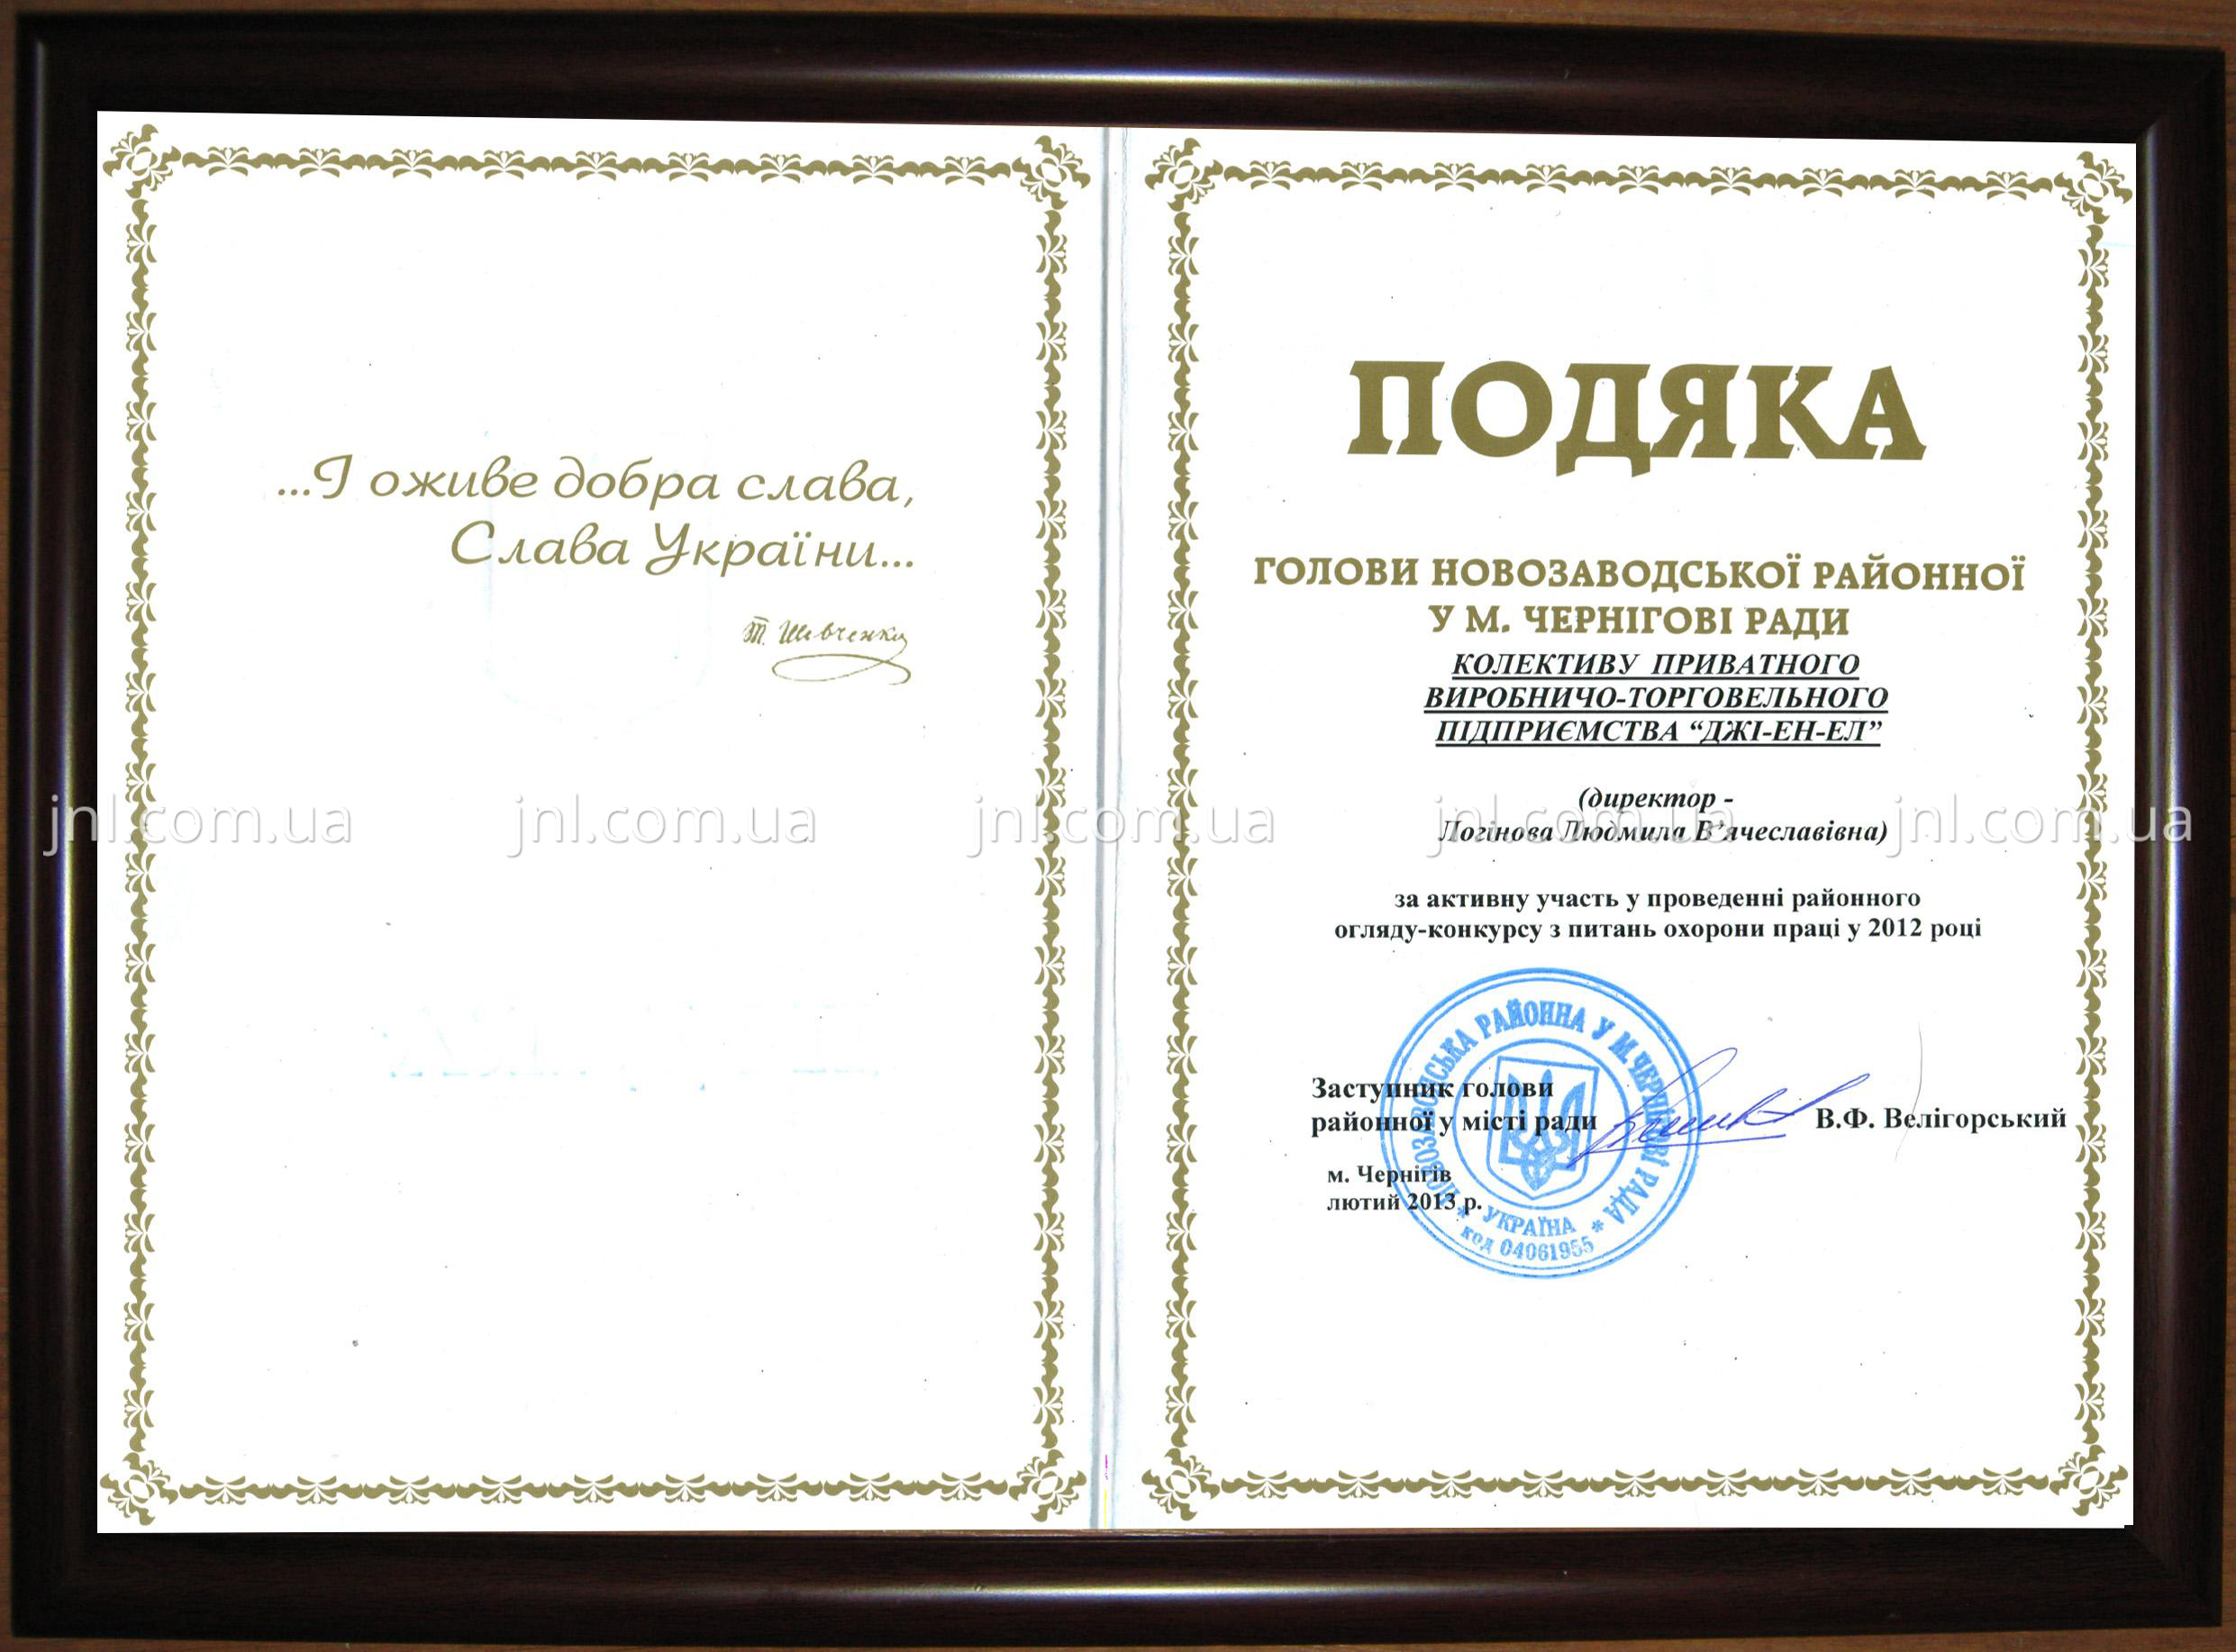 ...І оживе добра слава,
Слава України...
Т. Шевченко
ПОДЯКА
ГОЛОВИ НОВОЗАВОДСЬКОЇ РАЙОННОЇ
У М. ЧЕРНІГОВІ РАДИ
КОЛЕКТИВУ ПРИВАТНОГО
ВИРОБНИЧО-ТОРГОВЕЛЬНОГО
ПІДПРИЄМСТВА “ДЖІ-ЕН-ЕЛ”
(директор -
Логінова Людмила В’ячеславівна)
jnl.com.ua jnl.com.ua jnl.com.ua jnl.com.ua jnl.com.ua
за активну участь у проведенні районного
огляду-конкурсу з питань охорони праці у 2012 році
Заступник голови
районної у місті ради В.Ф. Велігорський
м. Чернігів
лютий 2013 р.
НОВОЗАВОДСЬКА РАЙОННА У М. ЧЕРНІГОВІ РАДА
* УКРАЇНА *
код 04061955